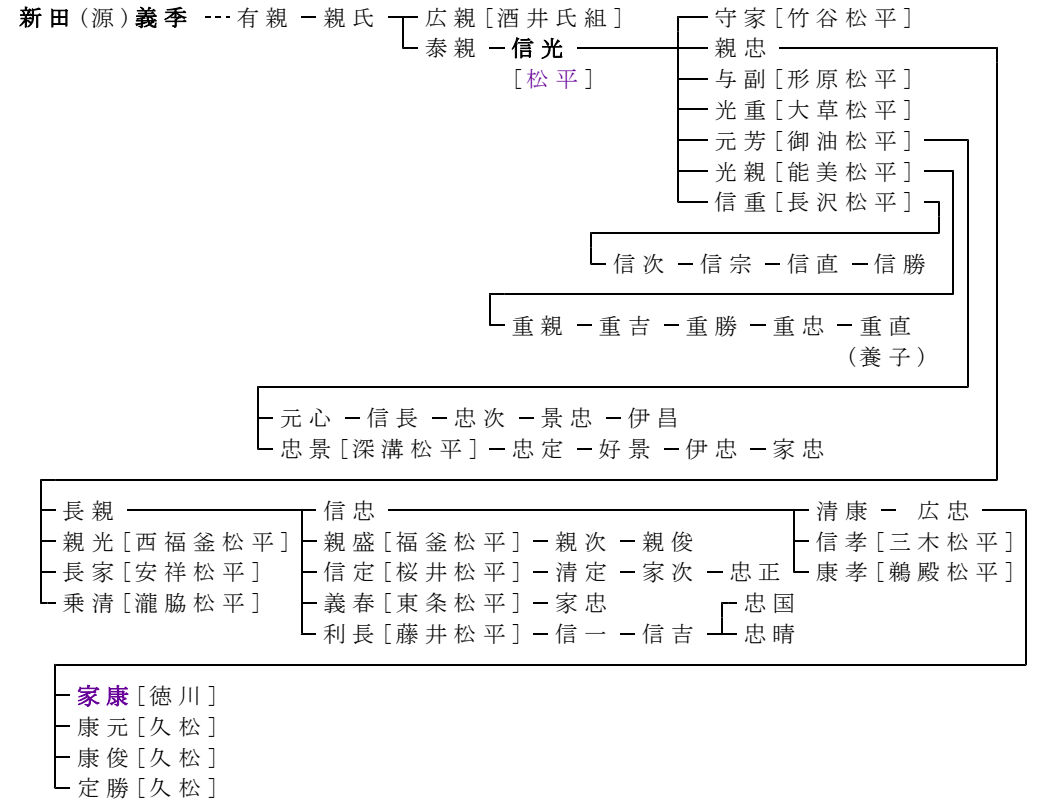 新田(源)義季 --- 有親 ー 親氏 広親[酒井氏組] 守家[竹谷松平]
泰親 ー 信光 親忠
[松平] 与副[形原松平]
光重[大草松平]
元芳[御油松平]
光親[能美松平]
信重[長沢松平]
信次 ー 信宗 ー 信直 ー 信勝
重親 ー 重吉 ー 重勝 ー 重忠 ー 重直
(養子)
元心 ー 信長 ー 忠次 ー 景忠 ー 伊昌
忠景[深溝松平] ー 忠定 ー 好景 ー 伊忠 ー 家忠
長親 信忠 清康 ー 広忠
親光[西福釜松平] 親盛[福釜松平] ー 親次 ー 親俊 信孝[三木松平]
長家[安祥松平] 信定[桜井松平] ー 清定 ー 家次 ー 忠正 康孝[鵜殿松平]
乗清[瀧脇松平] 義春[東条松平] ー 家忠 忠国
利長[藤井松平] ー 信一 ー 信吉 忠晴
家康[徳川]
康元[久松]
康俊[久松]
定勝[久松]